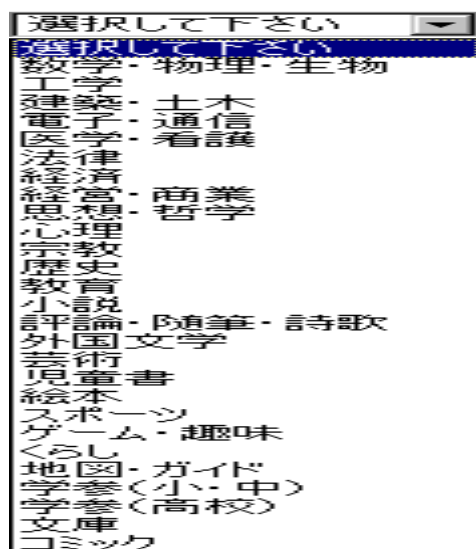 選択して下さい
選択して下さい
数学・物理・生物
工学
建築・土木
電子・通信
医学・看護
法律
経済
経営・商業
思想・哲学
心理
宗教
歴史
教育
小説
評論・随筆・詩歌
外国文学
芸術
児童書
絵本
スポーツ
ゲーム・趣味
くらし
地図・ガイド
学参(小・中)
学参(高校)
文庫
コミック